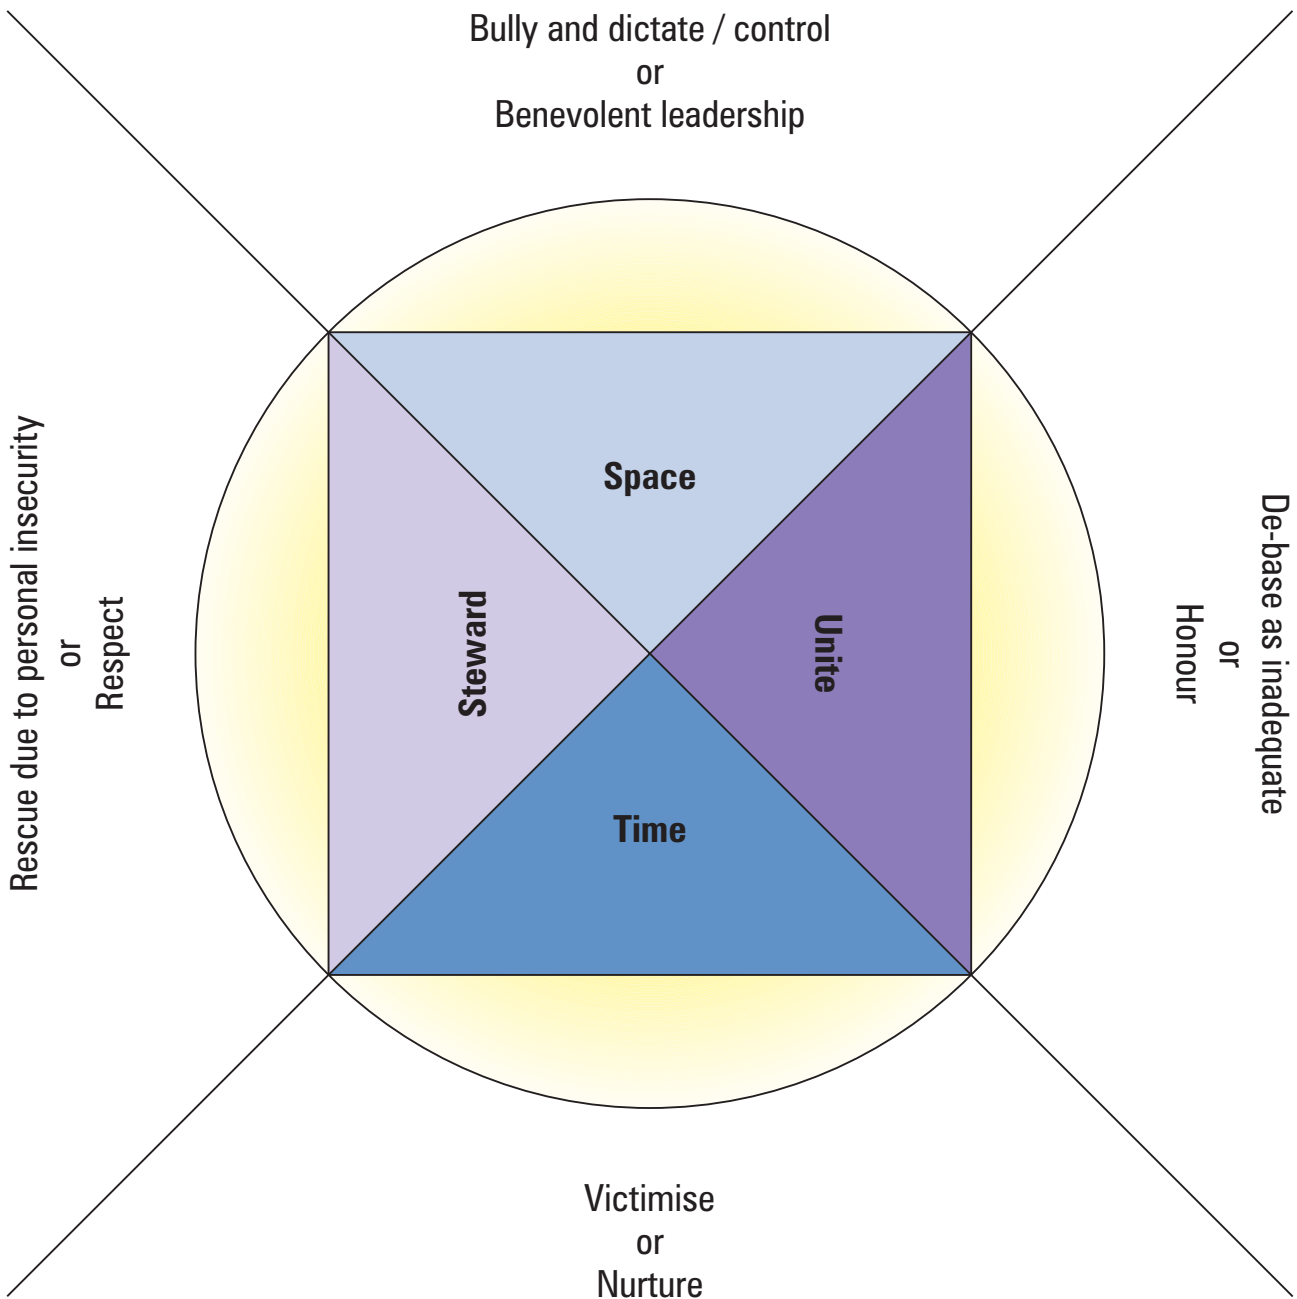 Bully and dictate / control
or
Benevolent leadership
Rescue due to personal insecurity
or
Respect
Space
Steward
Unite
Time
De-base as inadequate
or
Honour
Victimise
or
Nurture